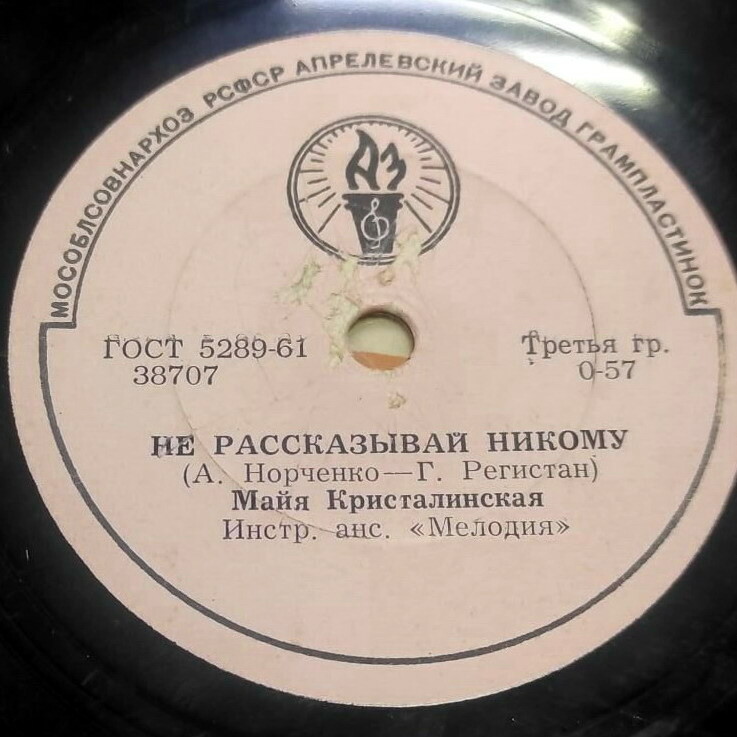 МОСОБЛСОВНАРХОЗ РСФСР АПРЕЛЕВСКИЙ ЗАВОД ГРАМПЛАСТИНОК
АЗ
ГОСТ 5289-61
38707
Третья гр.
0-57
НЕ РАССКАЗЫВАЙ НИКОМУ
(А. Норченко—Г. Регистан)
Майя Кристалинская
Инстр. анс. «Мелодия»